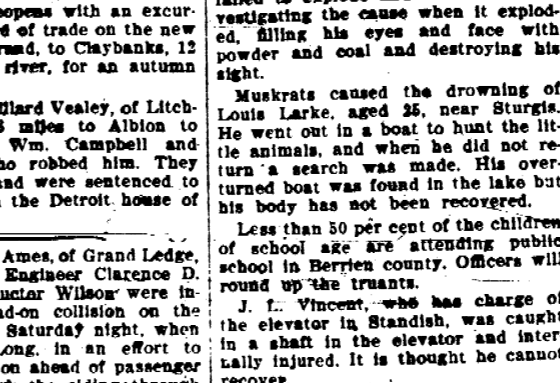 opens with an excur-
d of trade on the new
to Claybanks, 12
river, for an autumn
illard Vealey, of Litch-
miles to Albion to
Wm. Campbell and
ho robbed him. They
and were sentenced to
the Detroit house of
Ames, of Grand Ledge,
Engineer Clarence D.
uctor Wilson were in-
ad-on collision on the
Saturday night, when
ong, in an effort to
on ahead of passenger
vestigating the cause when it explod-
ed, filling his eyes and face with
powder and coal and destroying his
sight.
Muskrats caused the drowning of
Louis Larke, aged 25, near Sturgis.
He went out in a boat to hunt the lit-
tle animals, and when he did not re-
turn a search was made. His over-
turned boat was found in the lake but
his body has not been recovered.
Less than 50 per cent of the children
of school age are attending public
school in Berrien county. Officers will
round up the truants.
J. L. Vincent, who has charge of
the elevator in Standish, was caught
in a shaft in the elevator and inter
nally injured. It is thought he cannot
recover